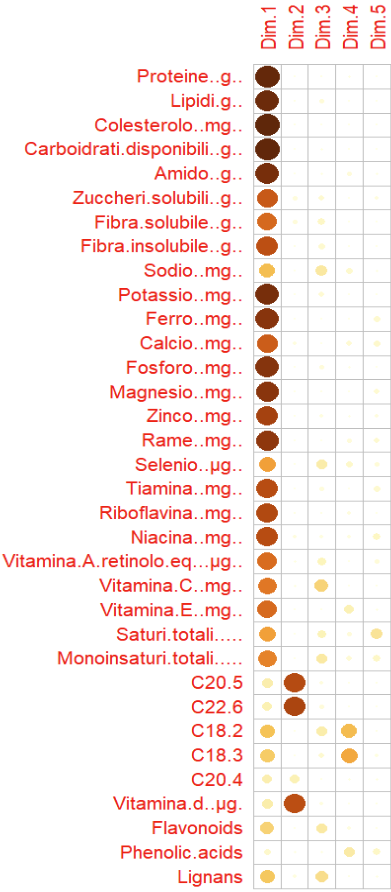 Dim.1 Dim.2 Dim.3 Dim.4 Dim.5
Proteine..g..
Lipidi.g..
Colesterolo..mg..
Carboidrati.disponibili..g..
Amido..g..
Zuccheri.solubili..g..
Fibra.solubile..g..
Fibra.insolubile..g..
Sodio..mg..
Potassio..mg..
Ferro..mg..
Calcio..mg..
Fosforo..mg..
Magnesio..mg..
Zinco..mg..
Rame..mg..
Selenio..µg..
Tiamina..mg..
Riboflavina..mg..
Niacina..mg..
Vitamina.A.retinolo.eq...µg..
Vitamina.C..mg..
Vitamina.E..mg..
Saturi.totali.....
Monoinsaturi.totali.....
C20.5
C22.6
C18.2
C18.3
C20.4
Vitamina.d..µg.
Flavonoids
Phenolic.acids
Lignans